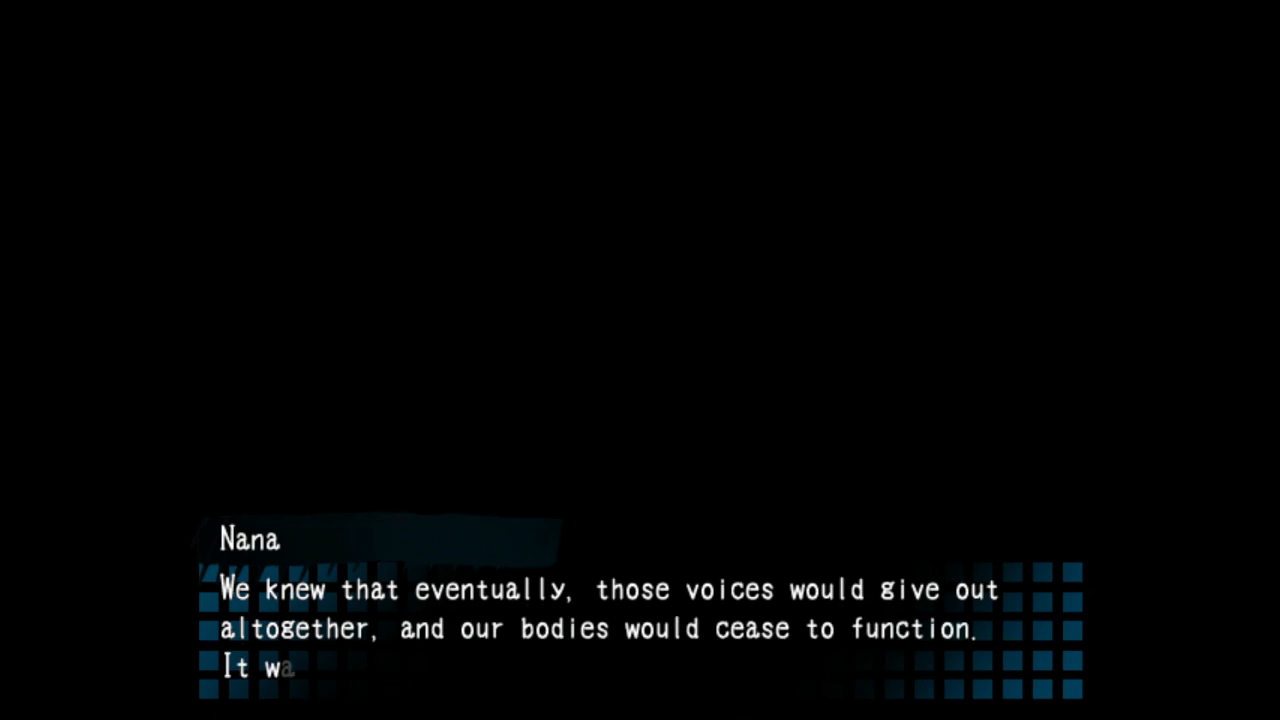 Nana
We knew that eventually, those voices would give out
altogether, and our bodies would cease to function.
It wa